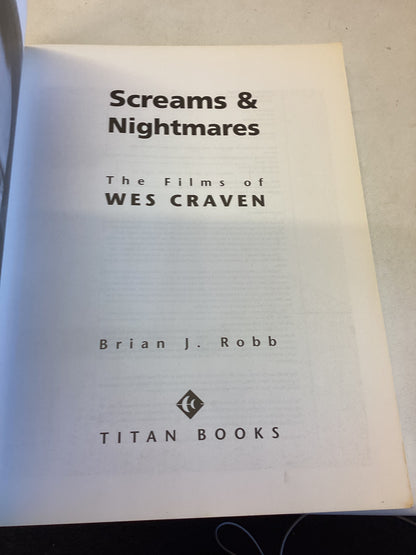 Screams &
Nightmares
The Films of
WES CRAVEN
Brian J. Robb
TITAN BOOKS